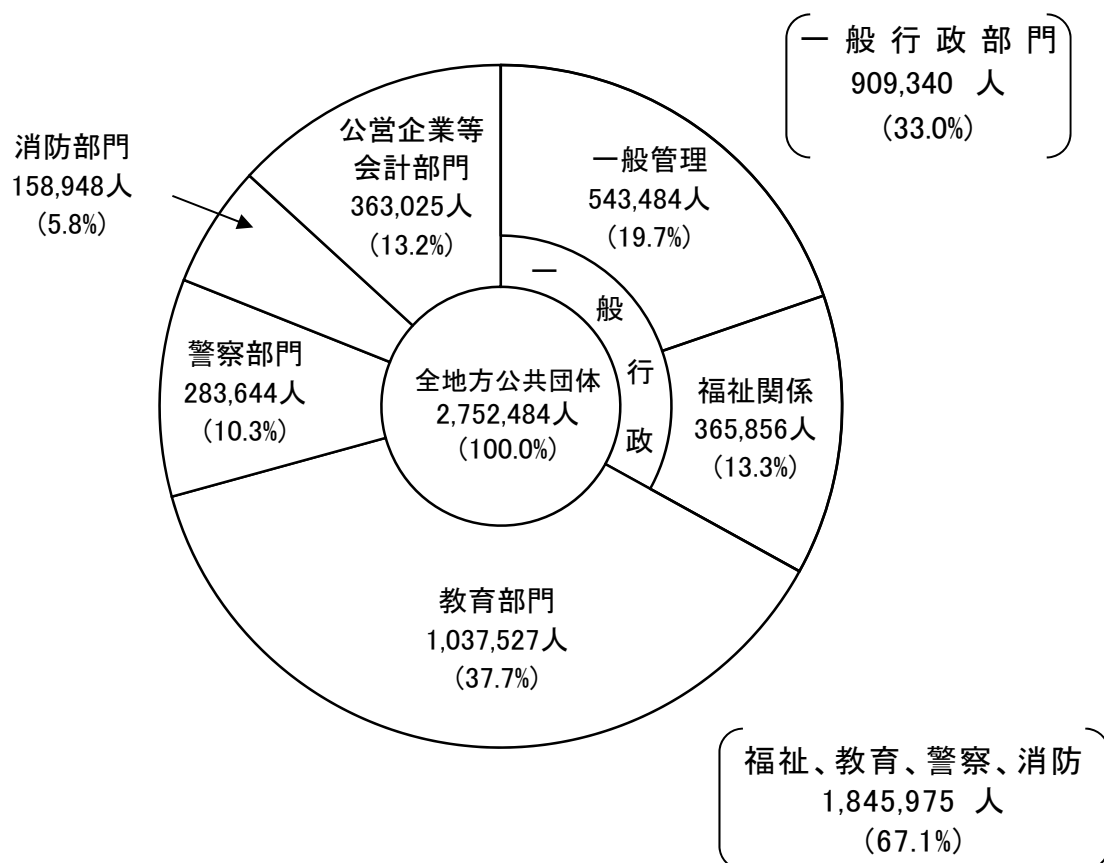 一般行政部門
909,340 人
(33.0%)
公営企業等
会計部門
363,025人
(13.2%)
一般管理
543,484人
(19.7%)
消防部門
158,948人
(5.8%)
一
般
行
政
警察部門
283,644人
(10.3%)
全地方公共団体
2,752,484人
(100.0%)
福祉関係
365,856人
(13.3%)
教育部門
1,037,527人
(37.7%)
福祉、教育、警察、消防
1,845,975 人
(67.1%)